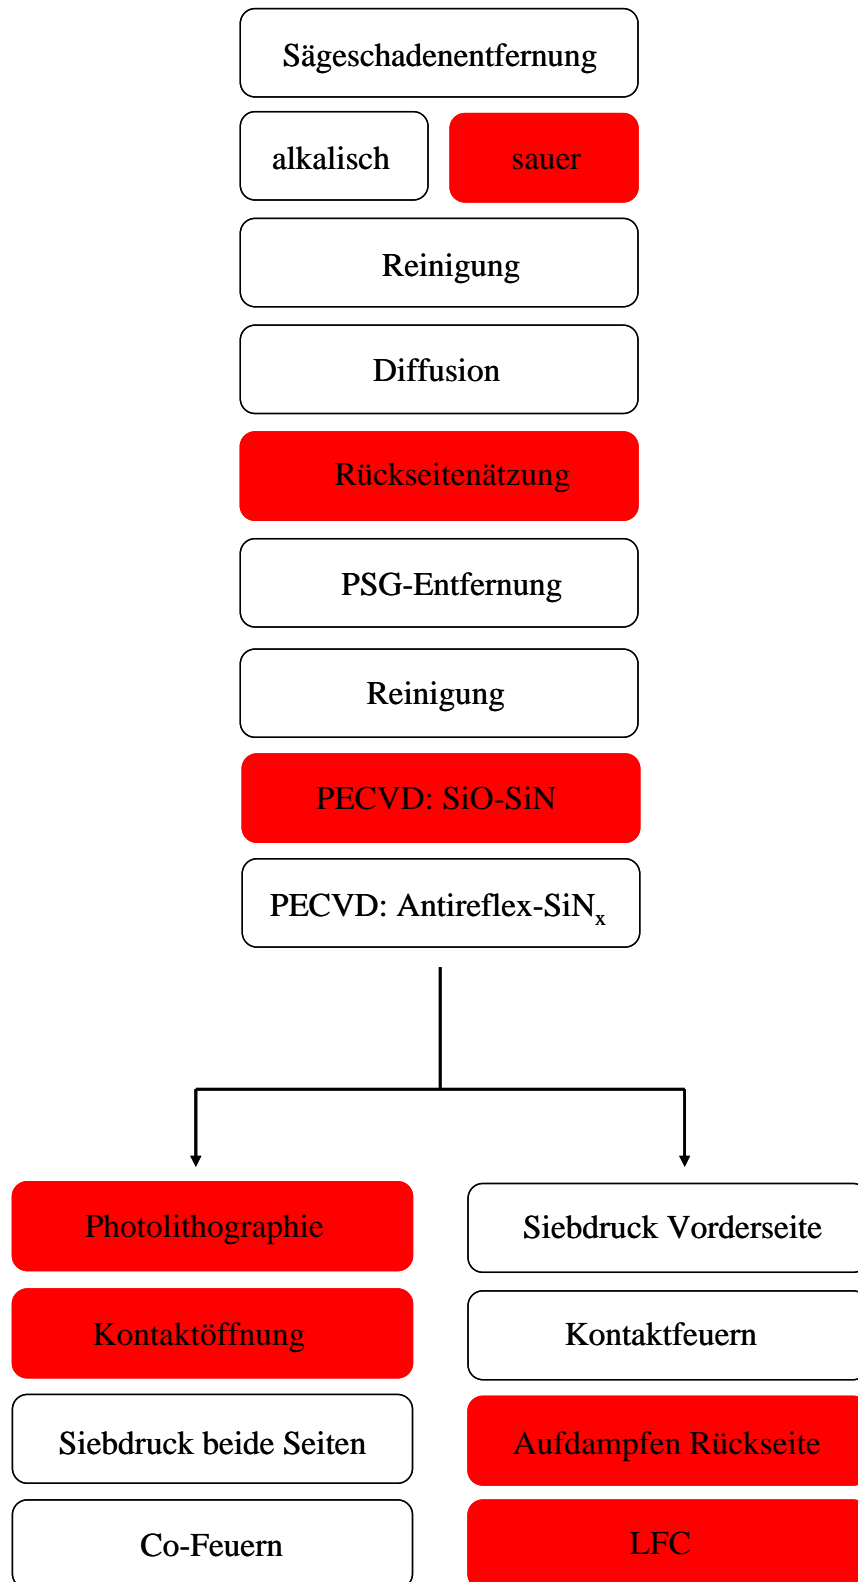 Sägeschadenentfernung
alkalisch
sauer
Reinigung
Diffusion
Rückseitenätzung
PSG-Entfernung
Reinigung
PECVD: SiO-SiN
PECVD: Antireflex-SiNₓ
Photolithographie
Kontaktöffnung
Siebdruck beide Seiten
Co-Feuern
Siebdruck Vorderseite
Kontaktfeuern
Aufdampfen Rückseite
LFC